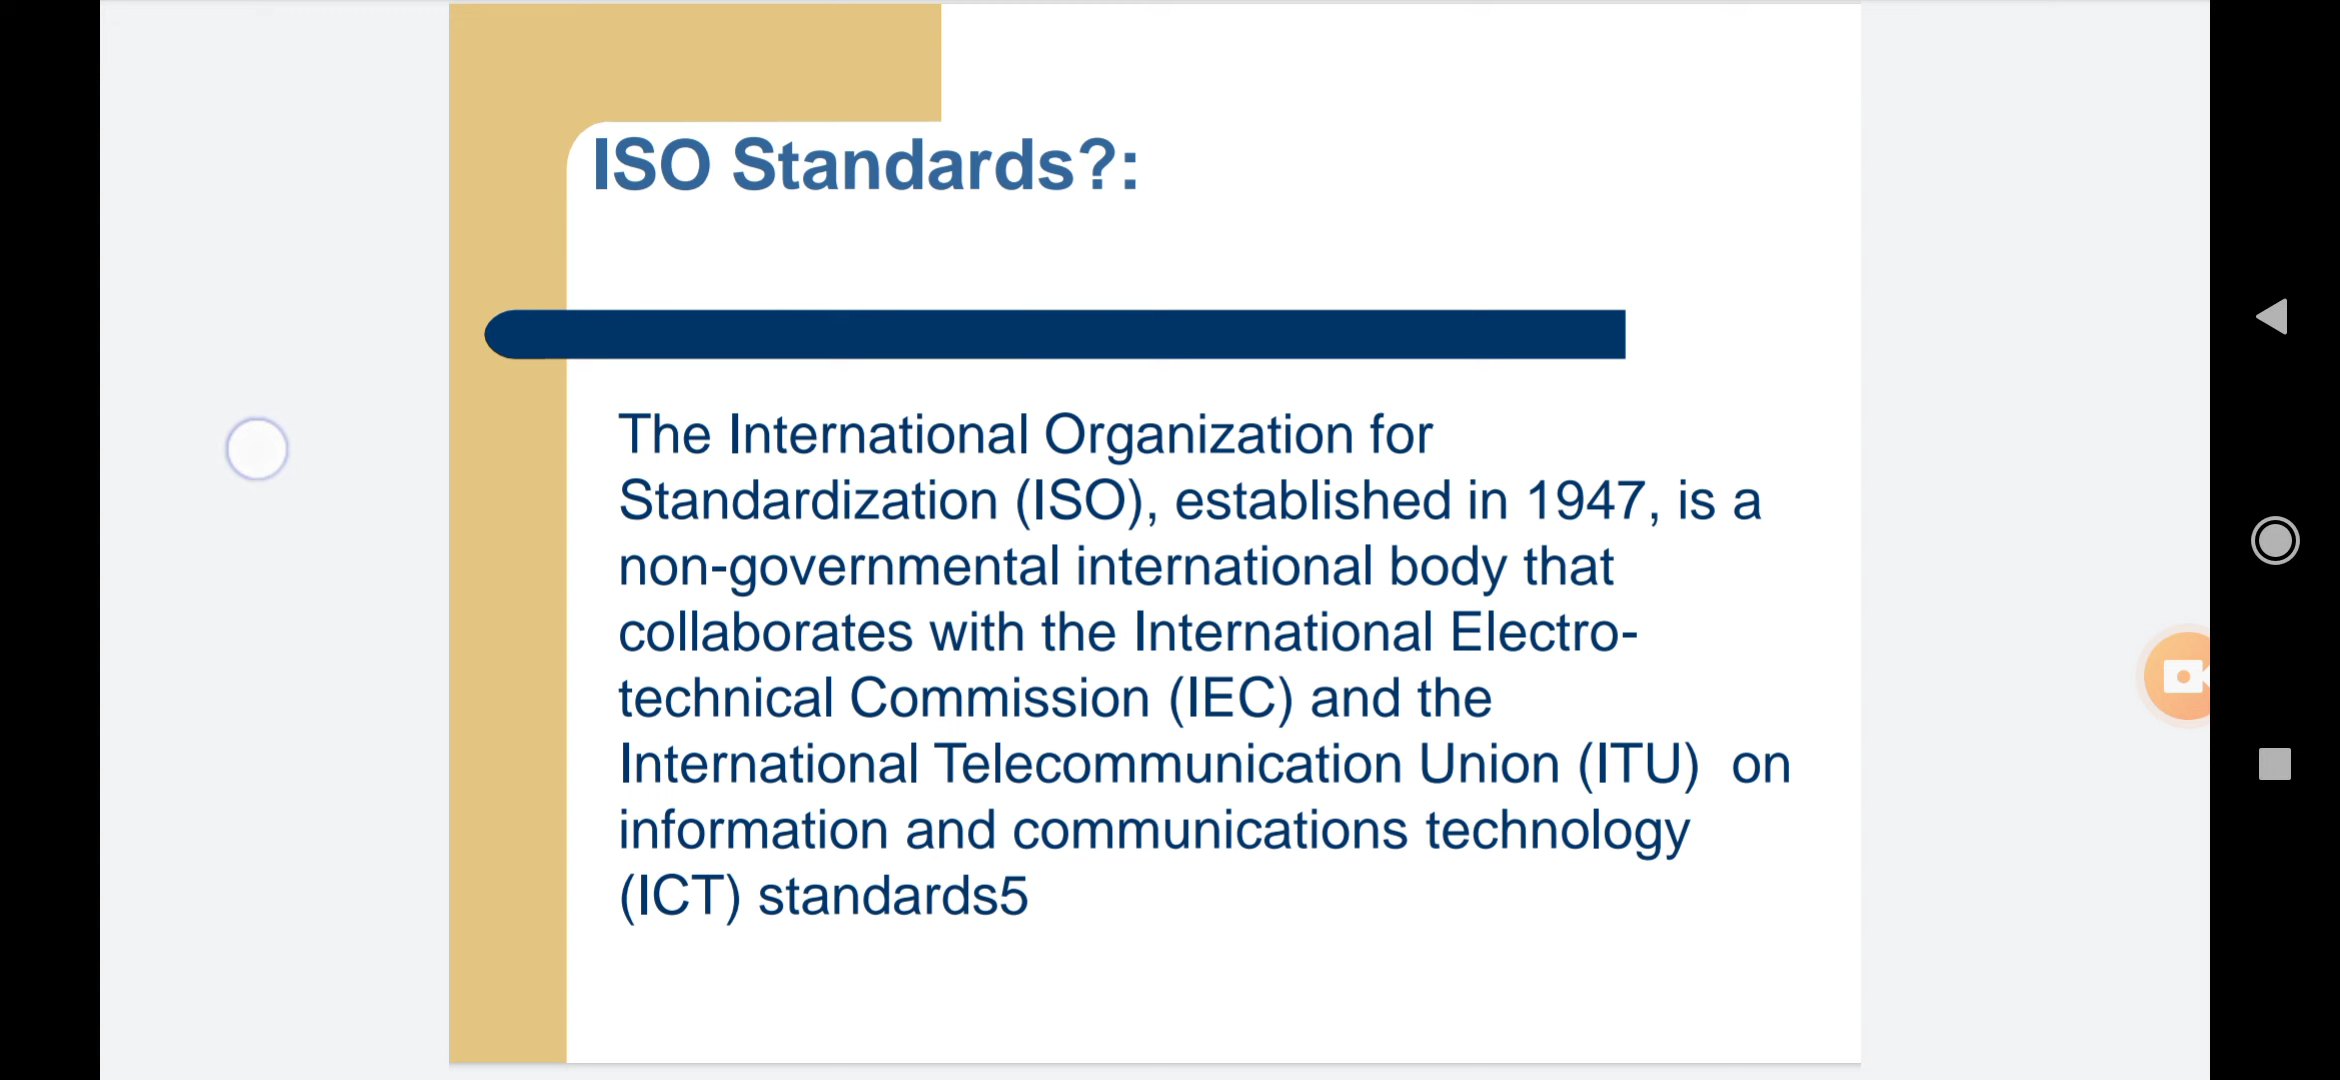 ISO Standards?:
The International Organization for
Standardization (ISO), established in 1947, is a
non-governmental international body that
collaborates with the International Electro-
technical Commission (IEC) and the
International Telecommunication Union (ITU)  on
information and communications technology
(ICT) standards5